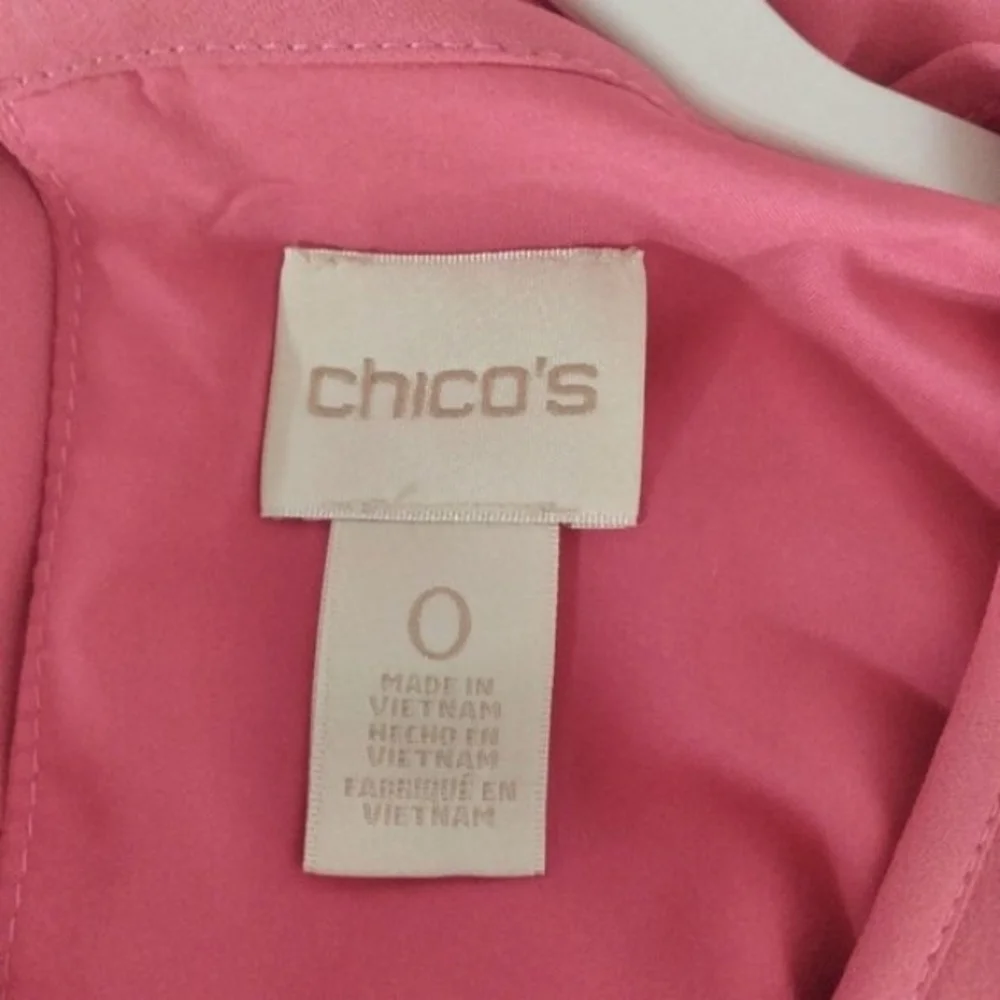 chico's
0
MADE IN
VIETNAM
HECHO EN
VIETNAM
FABRIQUÉ EN
VIETNAM